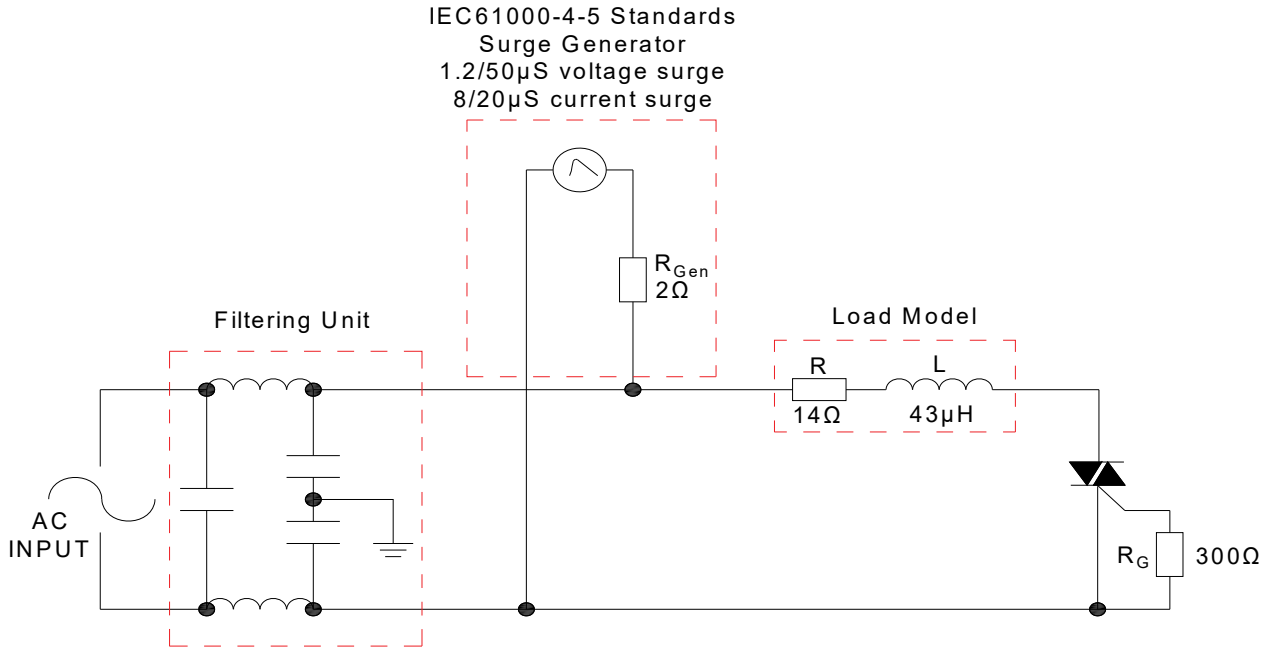 IEC61000-4-5 Standards
Surge Generator
1.2/50µS voltage surge
8/20µS current surge
RGen
2Ω
Filtering Unit
Load Model
R
L
14Ω
43µH
AC
INPUT
RG
300Ω